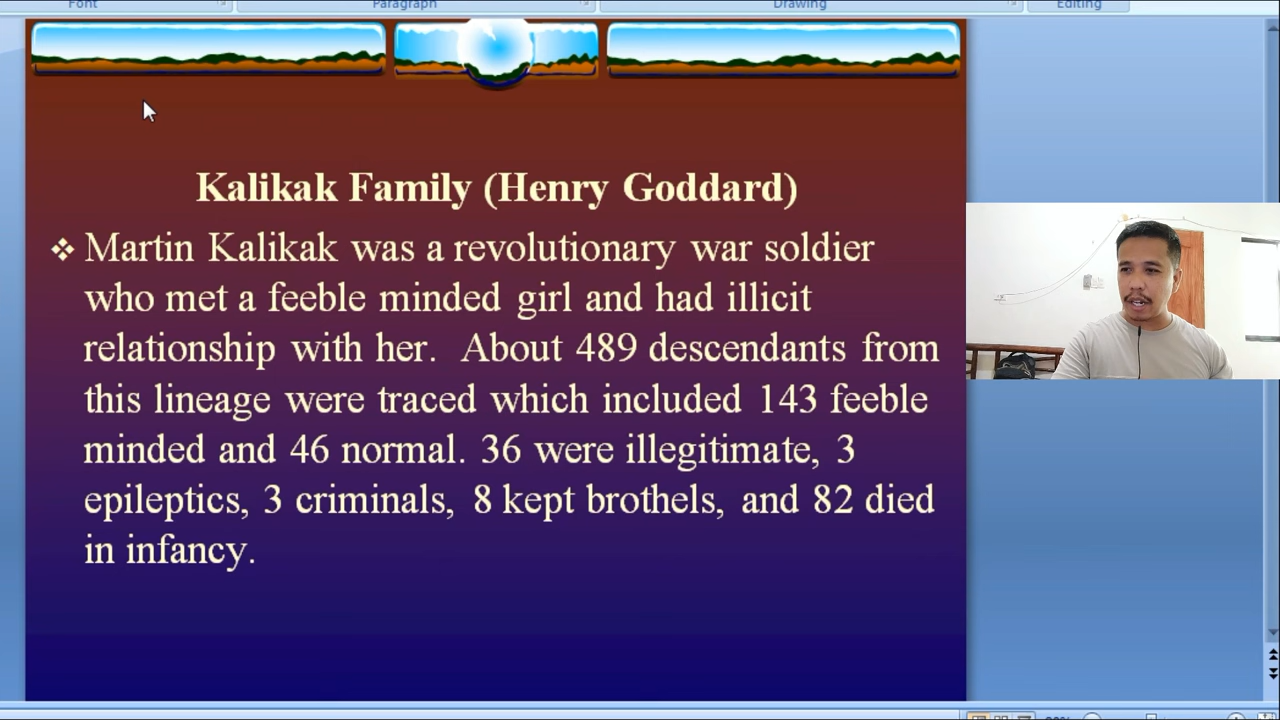 Font Paragraph Drawing Editing
Kalikak Family (Henry Goddard)
❖ Martin Kalikak was a revolutionary war soldier
who met a feeble minded girl and had illicit
relationship with her. About 489 descendants from
this lineage were traced which included 143 feeble
minded and 46 normal. 36 were illegitimate, 3
epileptics, 3 criminals, 8 kept brothels, and 82 died
in infancy.